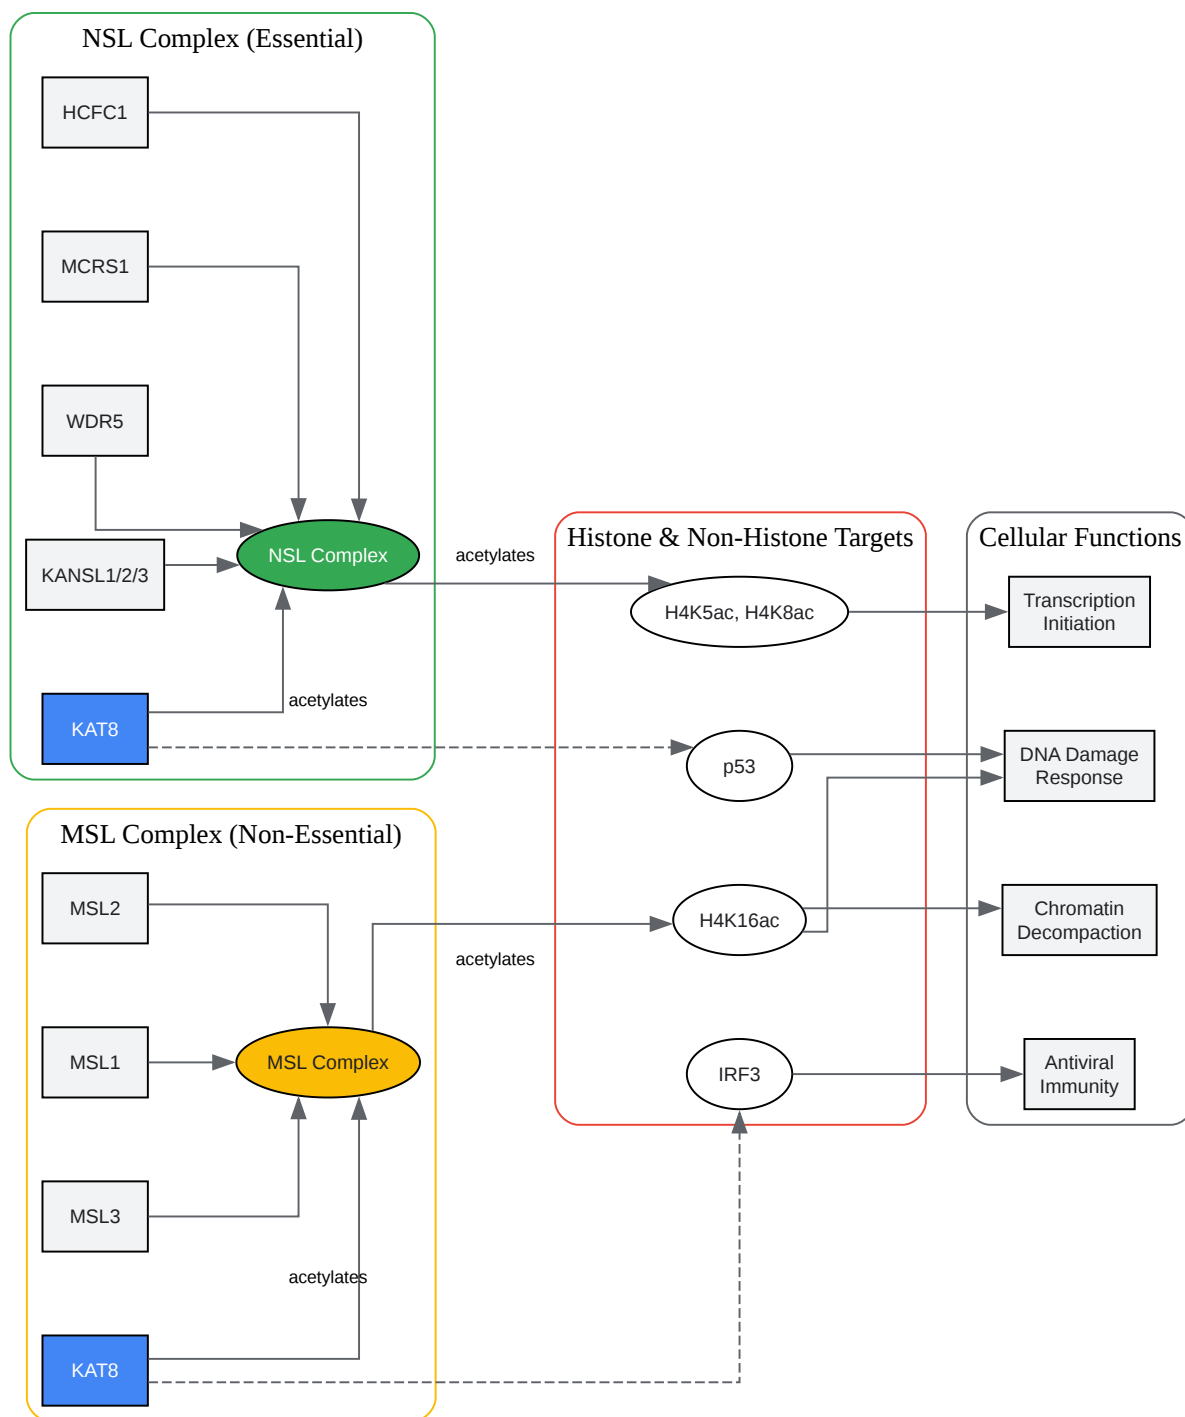 NSL Complex (Essential)
HCFC1
MCRS1
WDR5
KANSL1/2/3
NSL Complex
acetylates
KAT8
acetylates
MSL Complex (Non-Essential)
MSL2
MSL1
MSL Complex
acetylates
MSL3
acetylates
KAT8
Histone & Non-Histone Targets
H4K5ac, H4K8ac
p53
H4K16ac
IRF3
Cellular Functions
Transcription
Initiation
DNA Damage
Response
Chromatin
Decompaction
Antiviral
Immunity